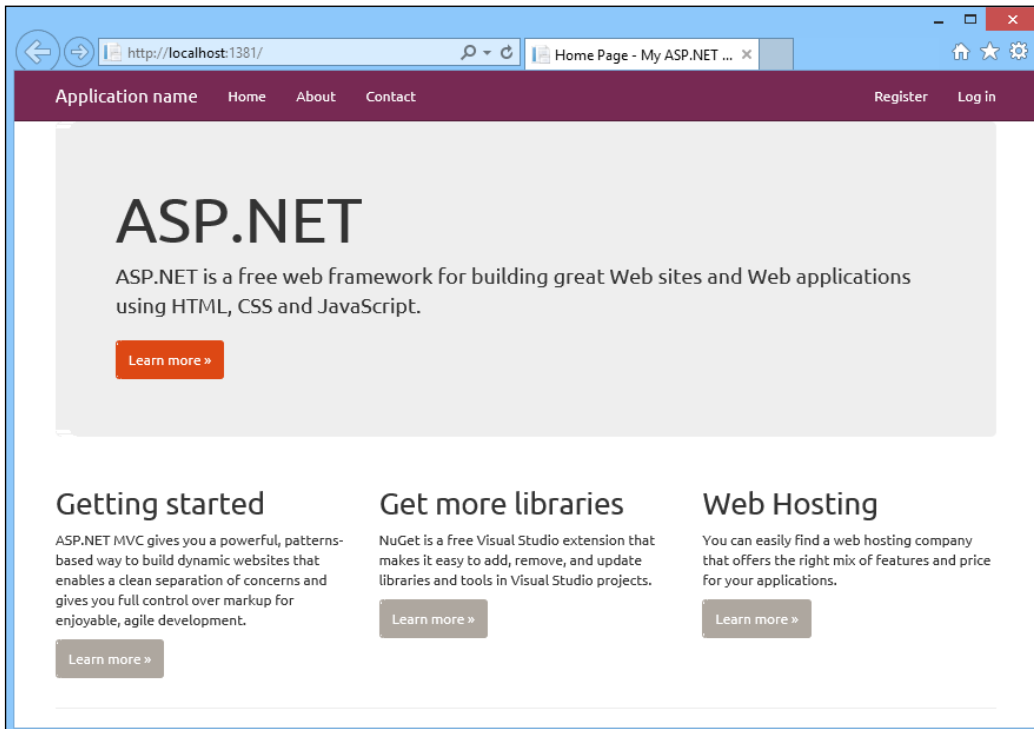 http://localhost:1381/
Home Page - My ASP.NET ...
Application name Home About Contact Register Log in
ASP.NET
ASP.NET is a free web framework for building great Web sites and Web applications
using HTML, CSS and JavaScript.
Learn more »
Getting started
ASP.NET MVC gives you a powerful, patterns-
based way to build dynamic websites that
enables a clean separation of concerns and
gives you full control over markup for
enjoyable, agile development.
Learn more »
Get more libraries
NuGet is a free Visual Studio extension that
makes it easy to add, remove, and update
libraries and tools in Visual Studio projects.
Learn more »
Web Hosting
You can easily find a web hosting company
that offers the right mix of features and price
for your applications.
Learn more »